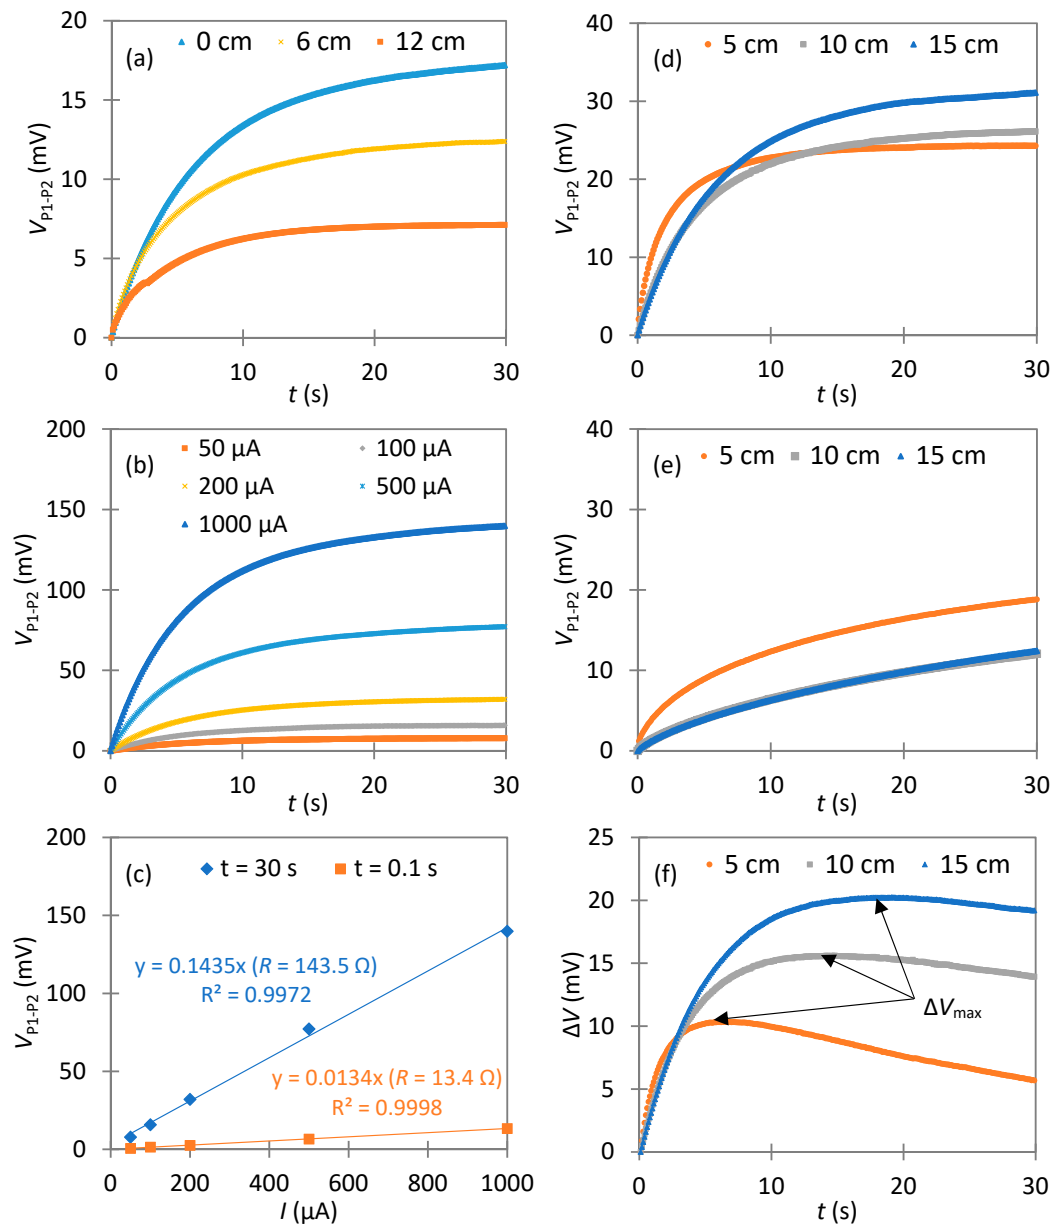 (a) 0 cm 6 cm 12 cm
20
15
10
5
0
V_P1-P2 (mV)
0 10 20 30
t (s)
(d) 5 cm 10 cm 15 cm
40
30
20
10
0
V_P1-P2 (mV)
0 10 20 30
t (s)
(b) 50 µA 100 µA
200 µA 500 µA
1000 µA
200
150
100
50
0
V_P1-P2 (mV)
0 10 20 30
t (s)
(e) 5 cm 10 cm 15 cm
40
30
20
10
0
V_P1-P2 (mV)
0 10 20 30
t (s)
(c) t = 30 s t = 0.1 s
200
150
100
50
0
V_P1-P2 (mV)
y = 0.1435x (R = 143.5 Ω)
R² = 0.9972
y = 0.0134x (R = 13.4 Ω)
R² = 0.9998
0 200 400 600 800 1000
I (µA)
(f) 5 cm 10 cm 15 cm
25
20
15
10
5
0
ΔV (mV)
ΔV_max
0 10 20 30
t (s)